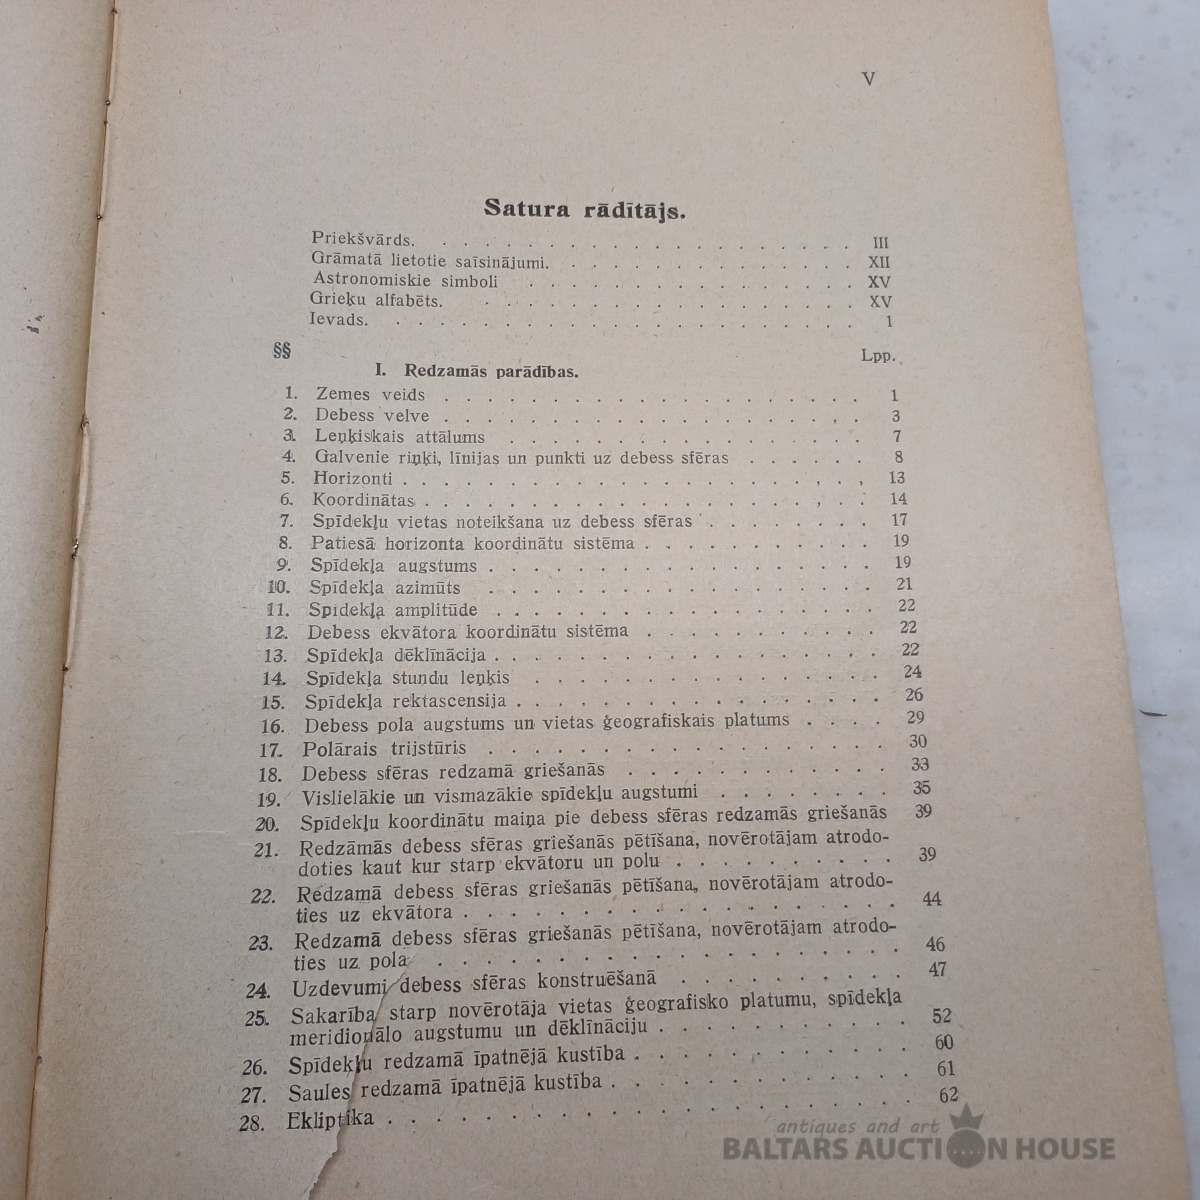 V
Satura rādītājs.
Priekšvārds. . . . . . . . . . . . . . . . III
Grāmatā lietotie saīsinājumi. . . . . . . . . . . XII
Astronomiskie simboli . . . . . . . . . . . . XV
Grieķu alfabēts. . . . . . . . . . . . . . XV
Ievads. . . . . . . . . . . . . . . . . 1
§§ Lpp.
I. Redzamās parādības.
1. Zemes veids . . . . . . . . . . . . . . . 1
2. Debess velve . . . . . . . . . . . . . . . 3
3. Leņķiskais attālums . . . . . . . . . . . . . 7
4. Galvenie riņķi, līnijas un punkti uz debess sfēras . . . . . . 8
5. Horizonti . . . . . . . . . . . . . . . . 13
6. Koordinātas . . . . . . . . . . . . . . . . 14
7. Spīdekļu vietas noteikšana uz debess sfēras . . . . . . . 17
8. Patiesā horizonta koordinātu sistēma . . . . . . . . . 19
9. Spīdekļa augstums . . . . . . . . . . . . . . 19
10. Spīdekļa azimūts . . . . . . . . . . . . . . 21
11. Spīdekļa amplitūde . . . . . . . . . . . . . . 22
12. Debess ekvātora koordinātu sistēma . . . . . . . . . 22
13. Spīdekļa dēklīnācija . . . . . . . . . . . . . . 22
14. Spīdekļa stundu leņķis . . . . . . . . . . . . . 24
15. Spīdekļa rektascensija . . . . . . . . . . . . . 26
16. Debess pola augstums un vietas ģeografiskais platums . . . . 29
17. Polārais trijstūris . . . . . . . . . . . . . . 30
18. Debess sfēras redzamā griešanās . . . . . . . . . . 33
19. Vislielākie un vismazākie spīdekļu augstumi . . . . . . . 35
20. Spīdekļu koordinātu maiņa pie debess sfēras redzamās griešanās 39
21. Redzāmās debess sfēras griešanās pētīšana, novērotājam atrodo-
doties kaut kur starp ekvātoru un polu . . . . . . . . . 39
22. Redzamā debess sfēras griešanās pētīšana, novērotājam atrodo-
ties uz ekvātora . . . . . . . . . . . . . . . 44
23. Redzamā debess sfēras griešanās pētīšana, novērotājam atrodo-
ties uz pola . . . . . . . . . . . . . . . . 46
24. Uzdevumi debess sfēras konstruēšanā . . . . . . . . 47
25. Sakarība starp novērotāja vietas ģeografisko platumu, spīdekļa
meridionālo augstumu un dēklīnāciju . . . . . . . . . 52
26. Spīdekļu redzamā īpatnējā kustība . . . . . . . . . . 60
27. Saules redzamā īpatnējā kustība . . . . . . . . . . 61
28. Ekliptika . . . . . . . . . . . . . . . . . 62
antiques and art
BALTARS AUCTION HOUSE